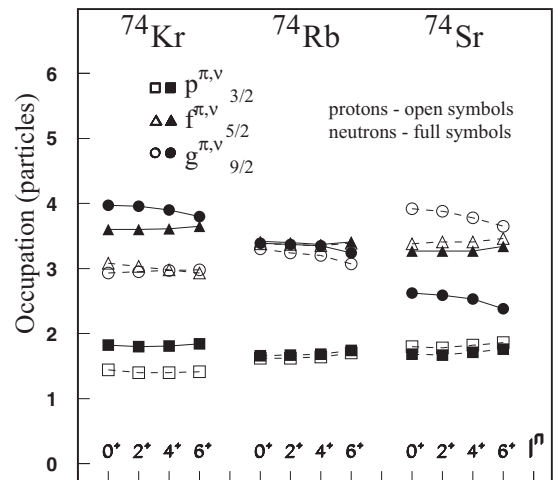 74Kr 74Rb 74Sr
6
p π,ν 3/2
f π,ν 5/2
g π,ν 9/2
protons - open symbols
neutrons - full symbols
5
4
3
2
1
0
Occupation (particles)
0+ 2+ 4+ 6+ 0+ 2+ 4+ 6+ 0+ 2+ 4+ 6+ Iπ